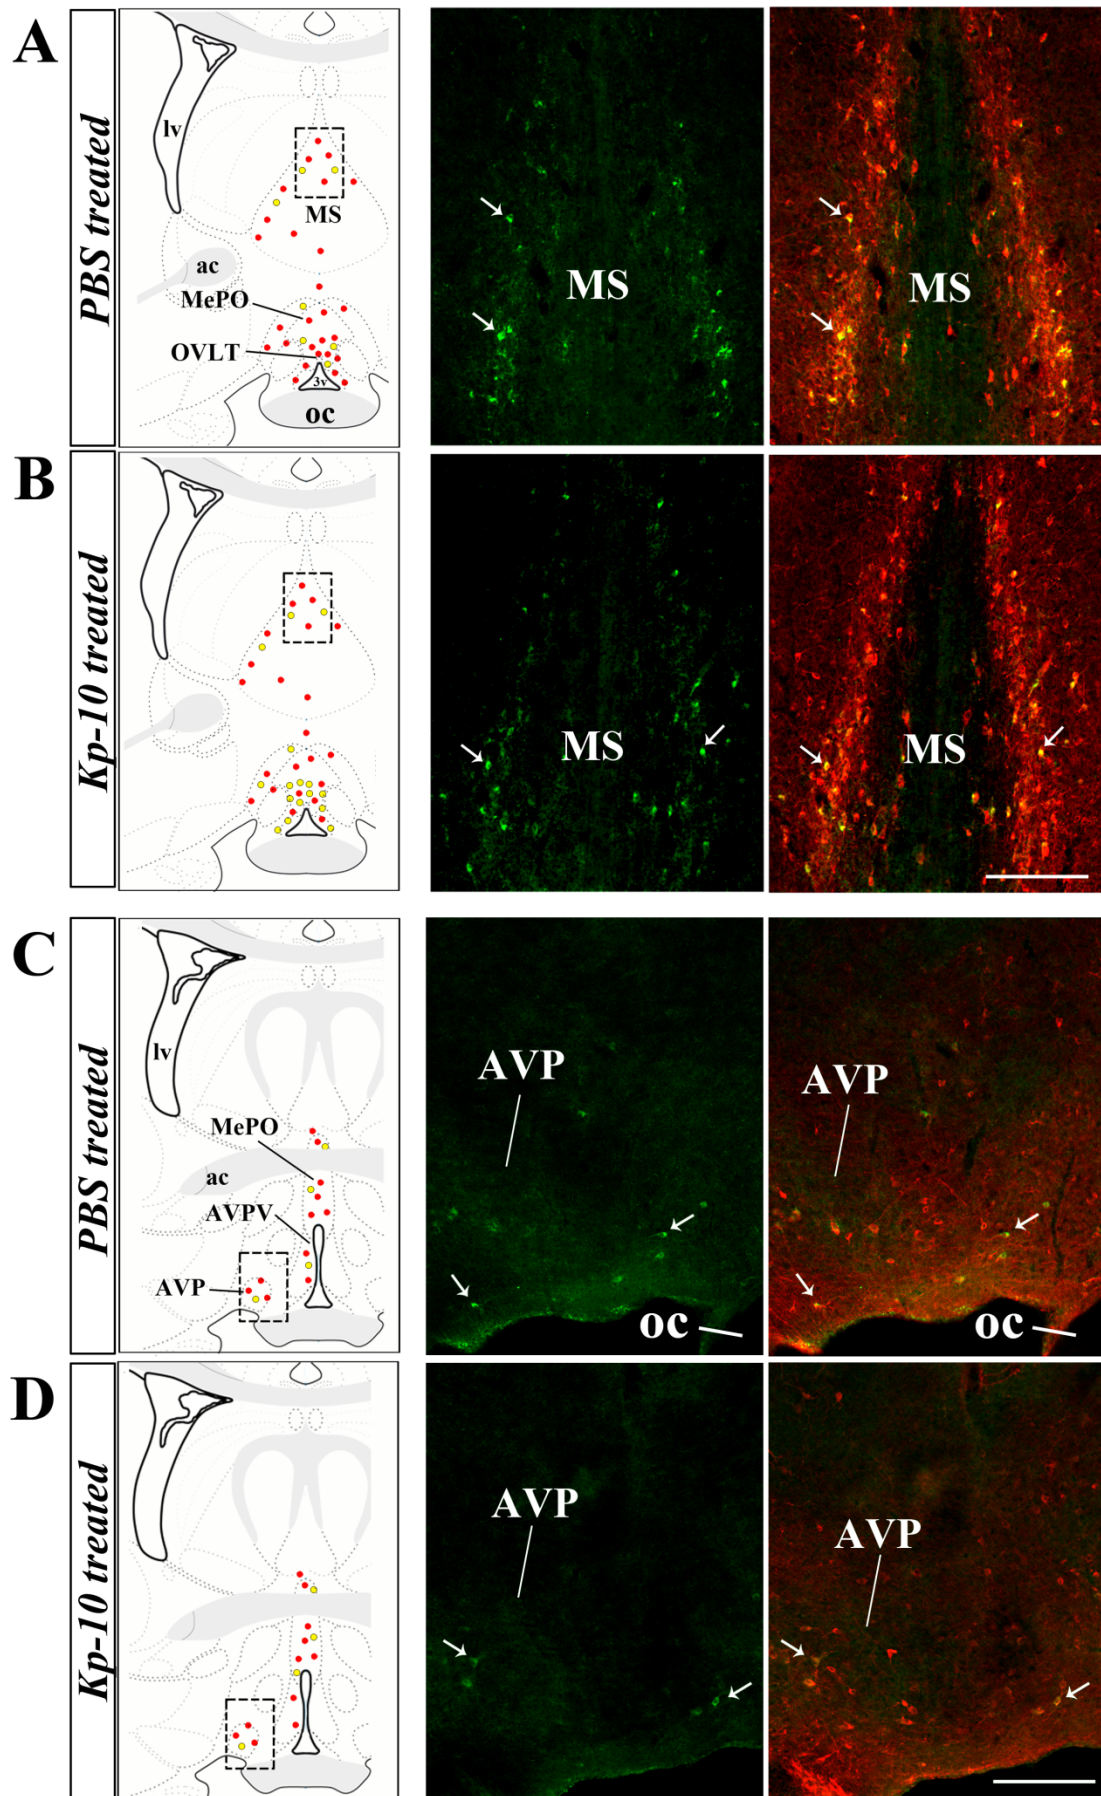 A
PBS treated
lv
MS
ac
MePO
OVLT
3v
oc
MS
MS
B
Kp-10 treated
MS
MS
C
PBS treated
lv
MePO
ac
AVPV
AVP
AVP
oc
AVP
oc
D
Kp-10 treated
AVP
AVP